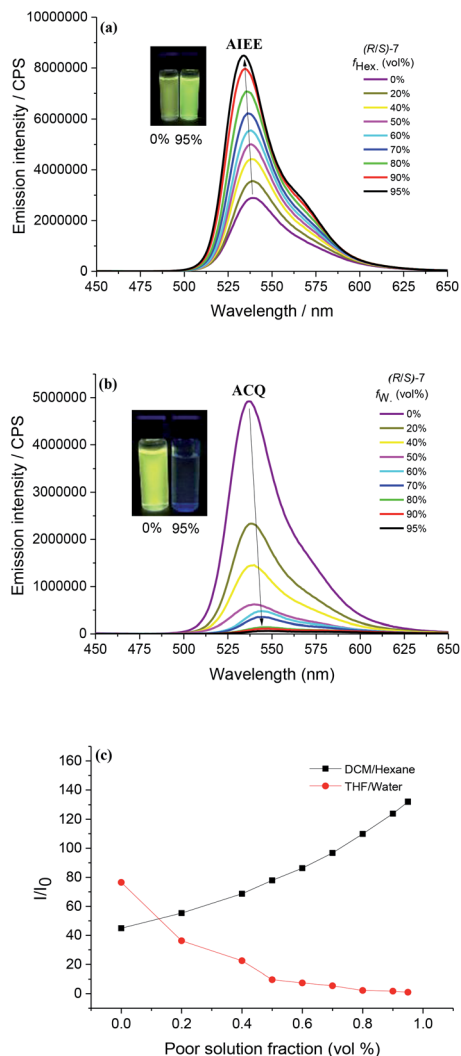 (a)
AIEE
(R/S)-7
fHex. (vol%)
0%
20%
40%
50%
60%
70%
80%
90%
95%
0% 95%
10000000
8000000
6000000
4000000
2000000
0
Emission intensity / CPS
450 475 500 525 550 575 600 625 650
Wavelength / nm
(b)
ACQ
(R/S)-7
fW. (vol%)
0%
20%
40%
50%
60%
70%
80%
90%
95%
0% 95%
5000000
4000000
3000000
2000000
1000000
0
Emission intensity / CPS
450 475 500 525 550 575 600 625 650
Wavelength (nm)
(c)
DCM/Hexane
THF/Water
160
140
120
100
80
60
40
20
0
I/I0
0.0 0.2 0.4 0.6 0.8 1.0
Poor solution fraction (vol %)